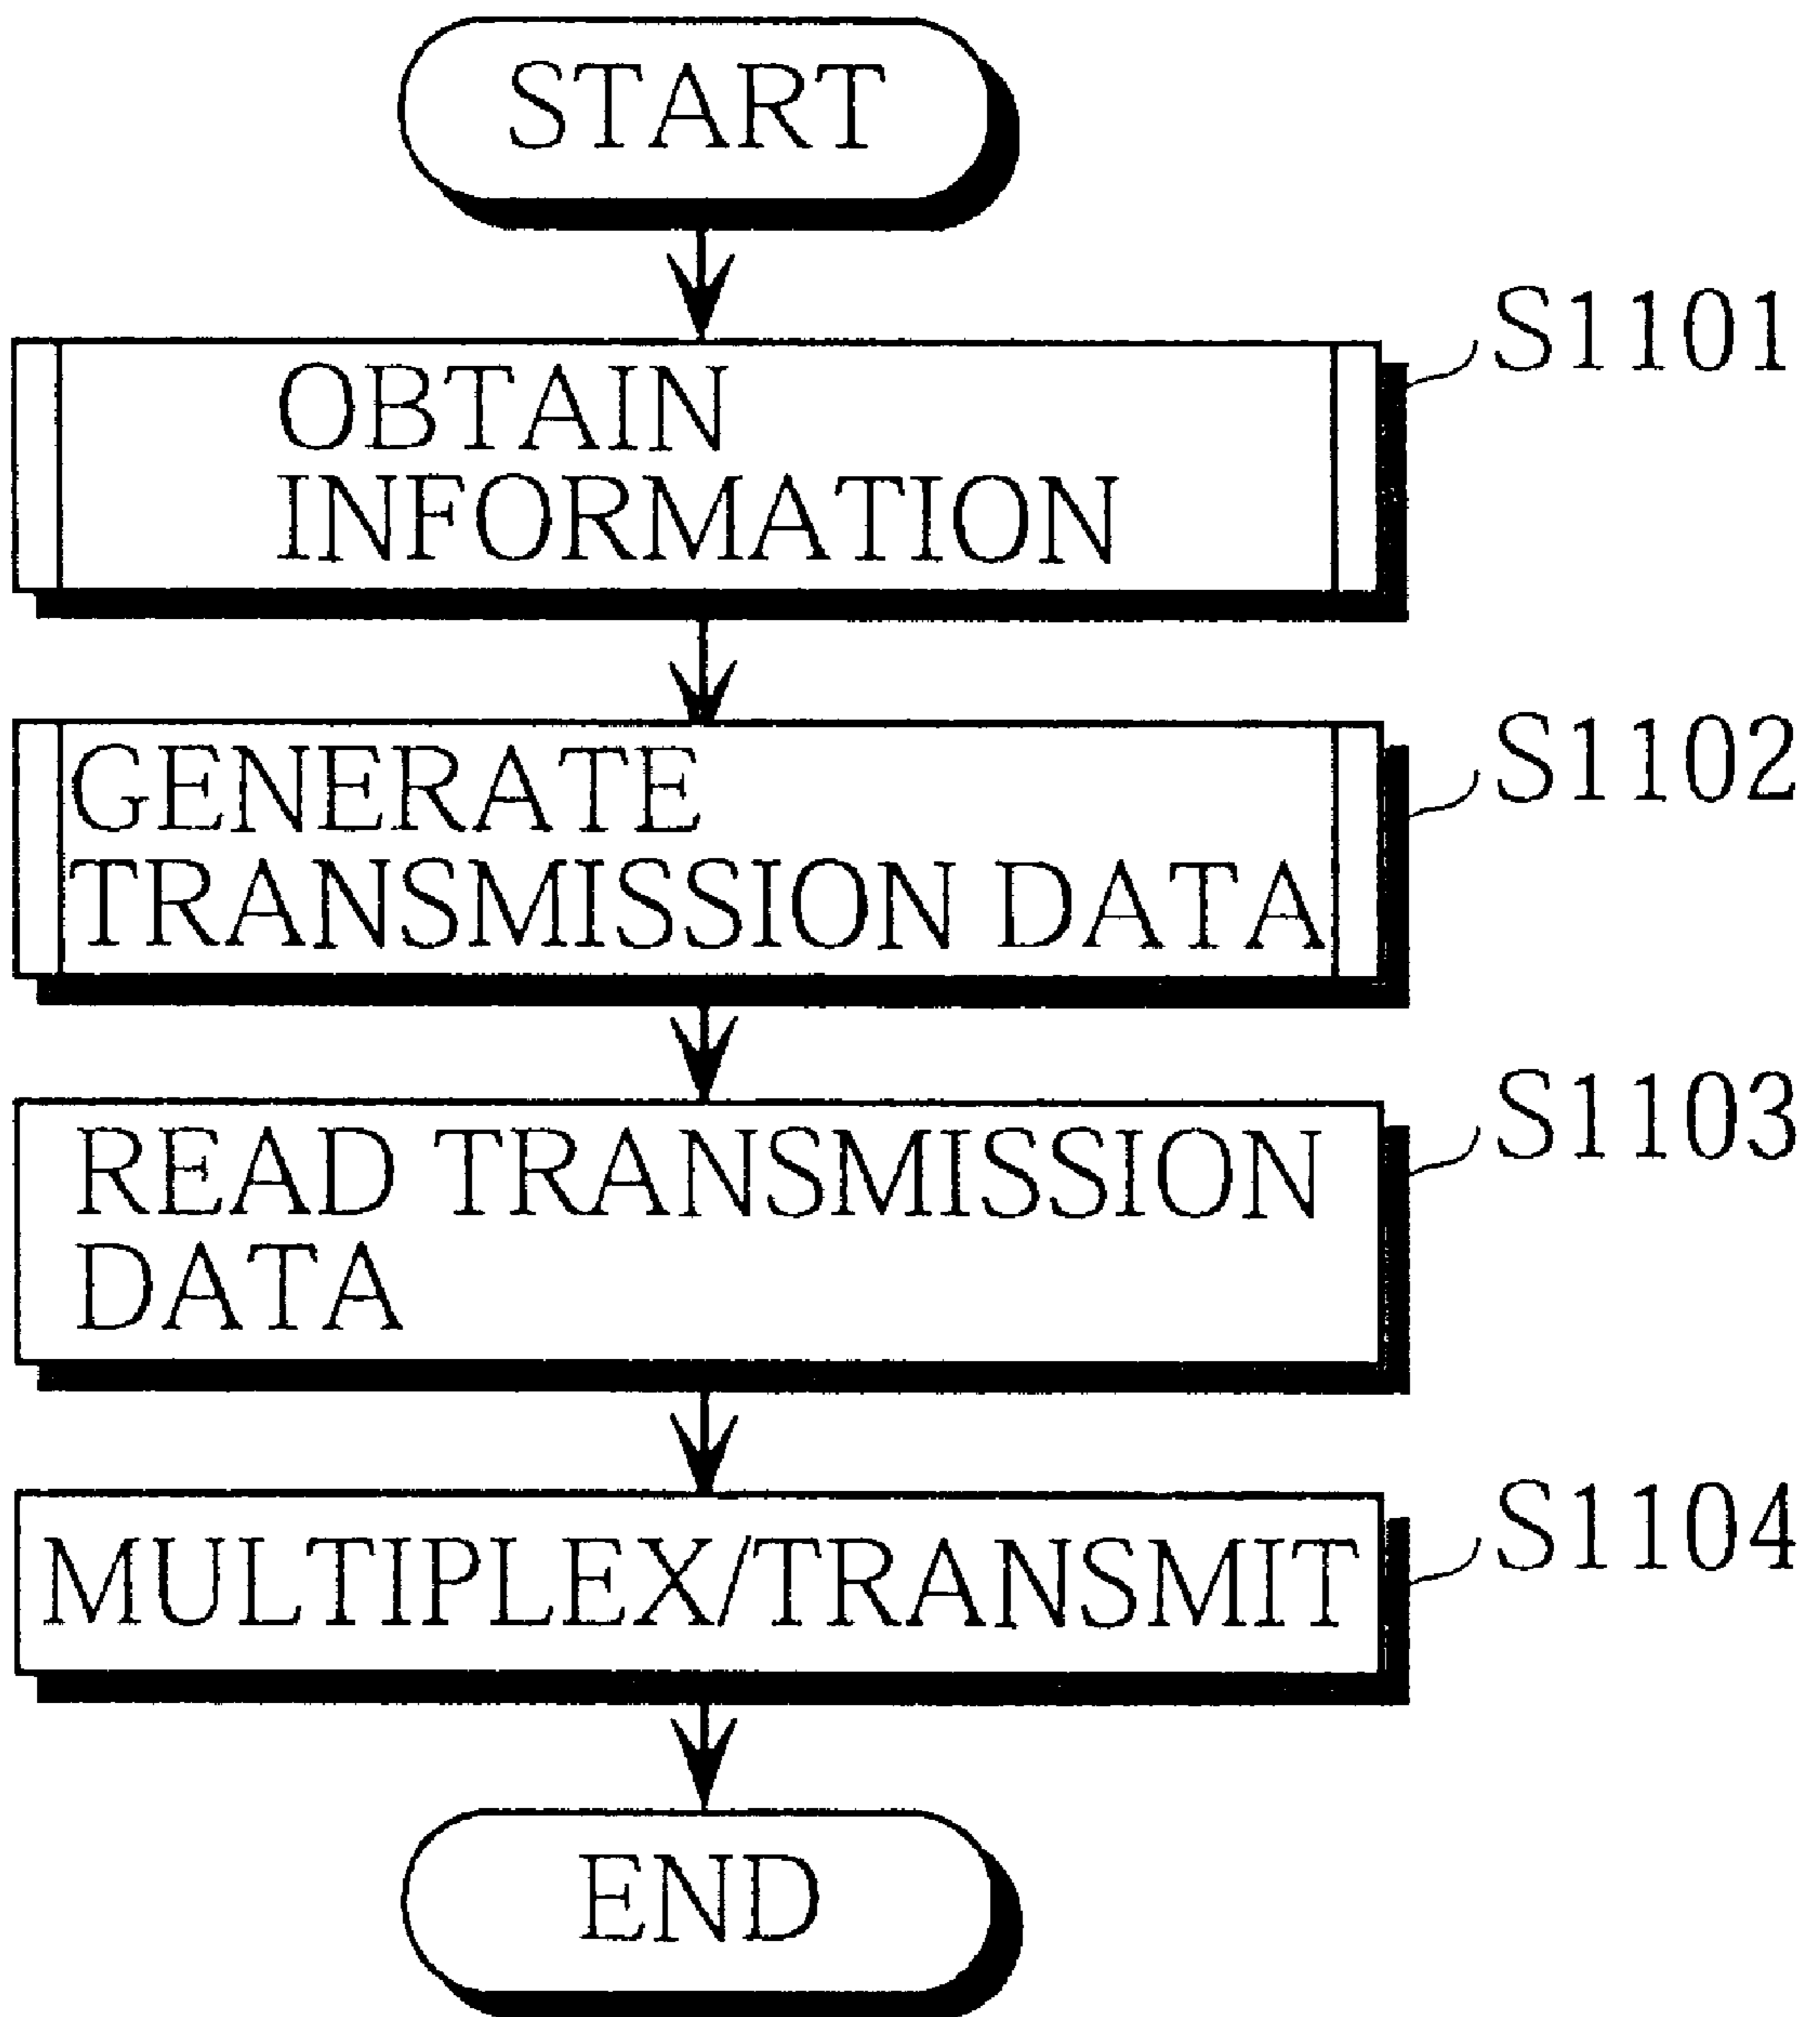 START
S1101
OBTAIN
INFORMATION
S1102
GENERATE
TRANSMISSION DATA
S1103
READ TRANSMISSION
DATA
S1104
MULTIPLEX/TRANSMIT
END